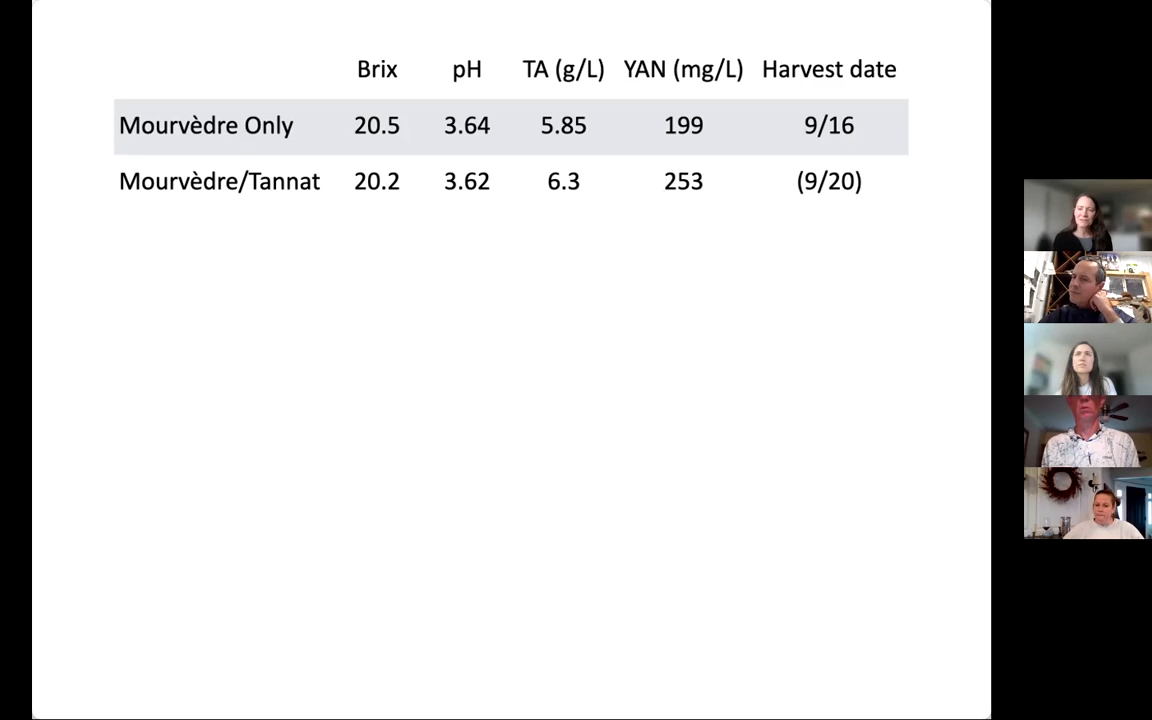 Brix pH TA (g/L) YAN (mg/L) Harvest date
Mourvèdre Only 20.5 3.64 5.85 199 9/16
Mourvèdre/Tannat 20.2 3.62 6.3 253 (9/20)